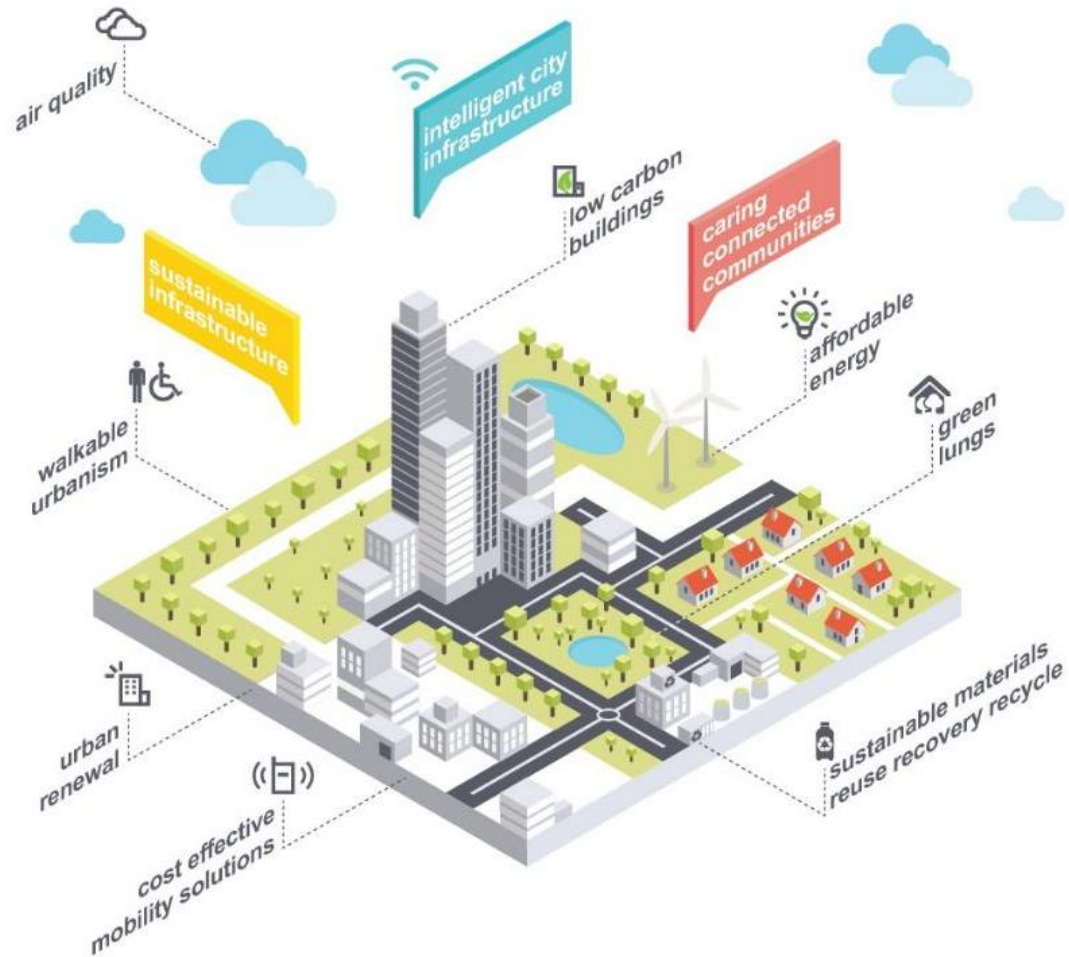 air quality
intelligent city
infrastructure
low carbon
buildings
caring
connected
communities
sustainable
infrastructure
affordable
energy
walkable
urbanism
green
lungs
urban
renewal
cost effective
mobility solutions
sustainable materials
reuse recovery recycle